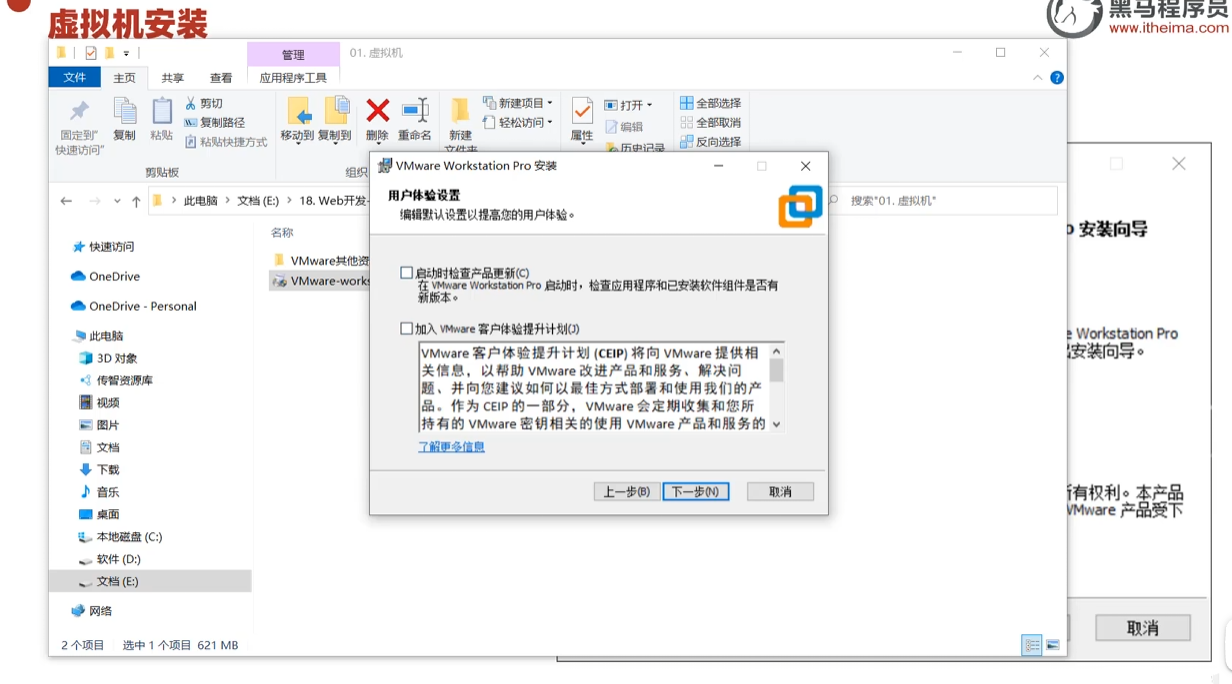 虚拟机安装
黑马程序员
www.itheima.com
管理
01. 虚拟机
文件
主页
共享
查看
应用程序工具
固定到"
快速访问"
复制
粘贴
剪切
复制路径
粘贴快捷方式
剪贴板
移动到
复制到
删除
重命名
组织
新建
文件夹
新建项目
轻松访问
属性
打开
编辑
历史记录
全部选择
全部取消
反向选择
此电脑
文档 (E:)
18. Web开发-
搜索"01. 虚拟机"
快速访问
OneDrive
OneDrive - Personal
此电脑
3D 对象
传智资源库
视频
图片
文档
下载
音乐
桌面
本地磁盘 (C:)
软件 (D:)
文档 (E:)
网络
名称
VMware其他资
VMware-works
VMware Workstation Pro 安装
用户体验设置
编辑默认设置以提高您的用户体验。
启动时检查产品更新(C)
在 VMware Workstation Pro 启动时，检查应用程序和已安装软件组件是否有
新版本。
加入 VMware 客户体验提升计划(J)
VMware 客户体验提升计划 (CEIP) 将向 VMware 提供相
关信息，以帮助 VMware 改进产品和服务、解决问
题、并向您建议如何以最佳方式部署和使用我们的产
品。作为 CEIP 的一部分，VMware 会定期收集和您所
持有的 VMware 密钥相关的使用 VMware 产品和服务的
了解更多信息
上一步(B)
下一步(N)
取消
安装向导
Workstation Pro
安装向导。
所有权利。本产品
VMware 产品受下
取消
2 个项目
选中 1 个项目 621 MB